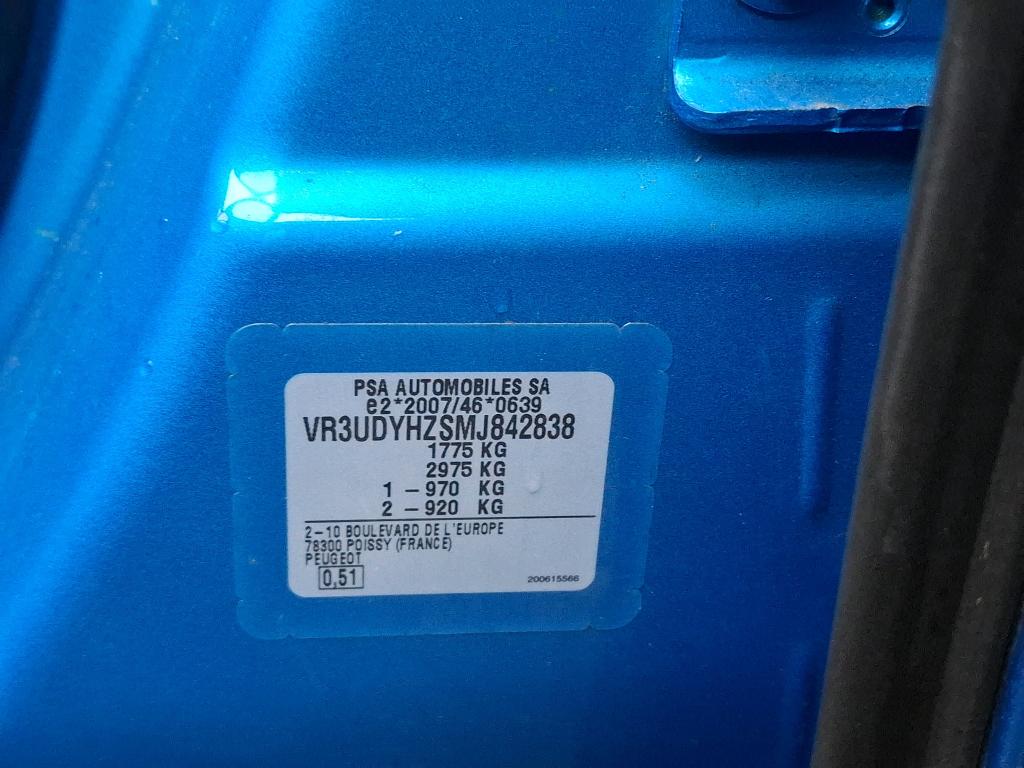 PSA AUTOMOBILES SA
e2*2007/46*0639
VR3UDYHZSMJ842838
1775 KG
2975 KG
1 - 970 KG
2 - 920 KG
2-10 BOULEVARD DE L'EUROPE
78300 POISSY (FRANCE)
PEUGEOT
0,51
200615566